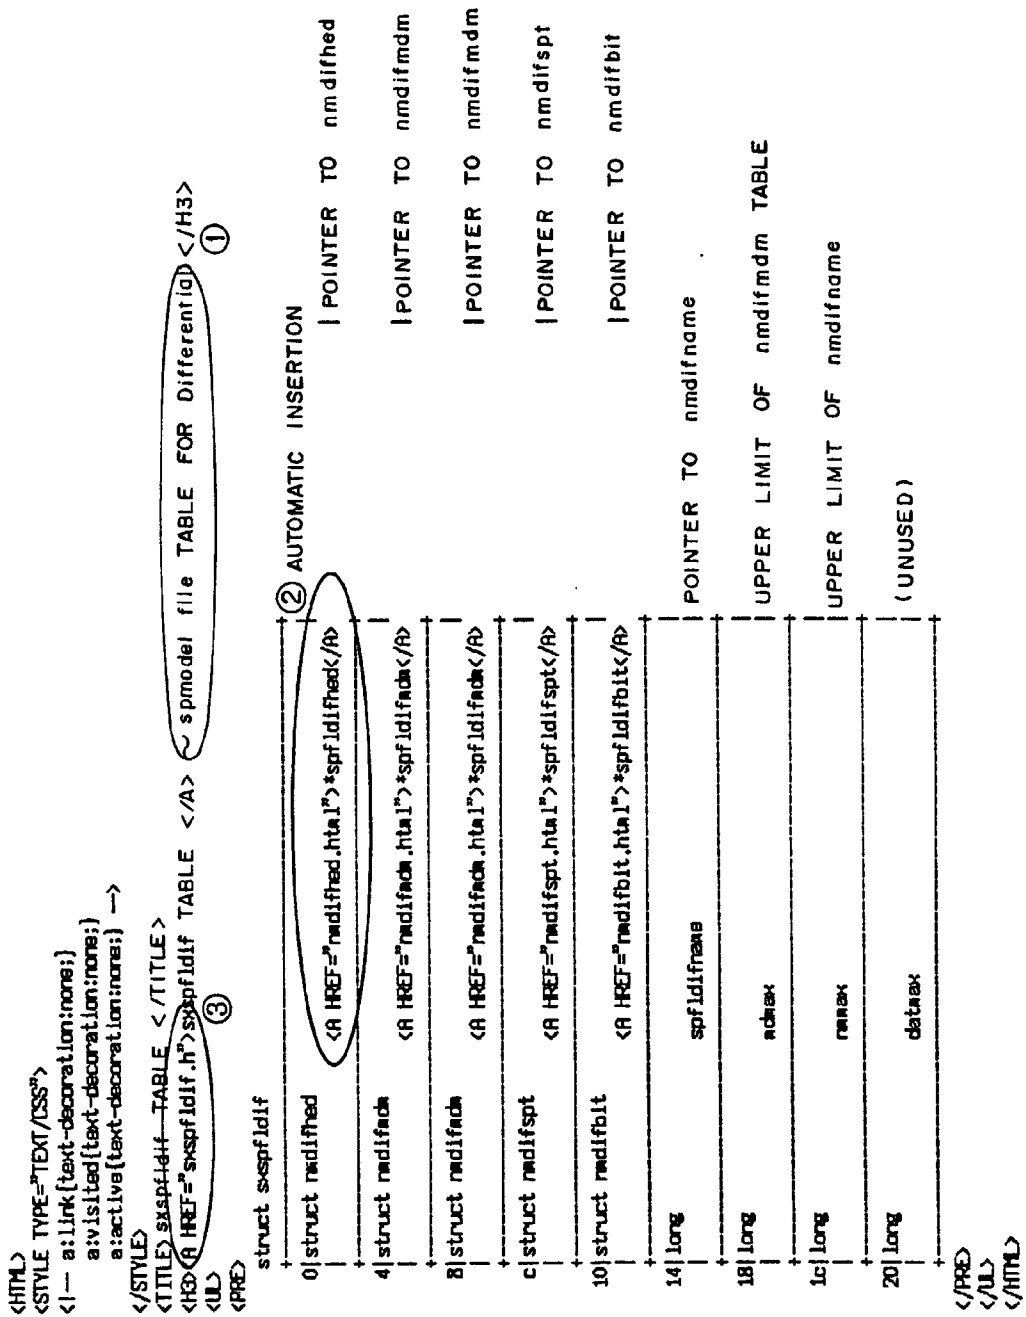 <HTML>
<STYLE TYPE="TEXT/CSS">
<!-- a:link{text-decoration:none;}
a:visited{text-decoration:none;}
a:active{text-decoration:none;} -->
</STYLE>
<TITLE>sxspfldif TABLE </TITLE>
<H3><A HREF="sxspfldif.h">sxspfldif TABLE </A> ~ spmodel file TABLE FOR Differential </H3>
③ ①
<UL>
<PRE>
struct sxspfldif
② AUTOMATIC INSERTION
0| struct nmdifhed <A HREF="nmdifhed.html">*spfldifhed</A> | POINTER TO nmdifhed
4| struct nmdifmdm <A HREF="nmdifmdm.html">*spfldifmdm</A> | POINTER TO nmdifmdm
8| struct nmdifmdm <A HREF="nmdifmdm.html">*spfldifmdm</A> | POINTER TO nmdifmdm
c| struct nmdifspt <A HREF="nmdifspt.html">*spfldifspt</A> | POINTER TO nmdifspt
10| struct nmdifbit <A HREF="nmdifbit.html">*spfldifbit</A> | POINTER TO nmdifbit
14| long spfldifname | POINTER TO nmdifname
18| long mdmax | UPPER LIMIT OF nmdifmdm TABLE
1c| long nmmax | UPPER LIMIT OF nmdifname
20| long datmax | (UNUSED)
</PRE>
</UL>
</HTML>